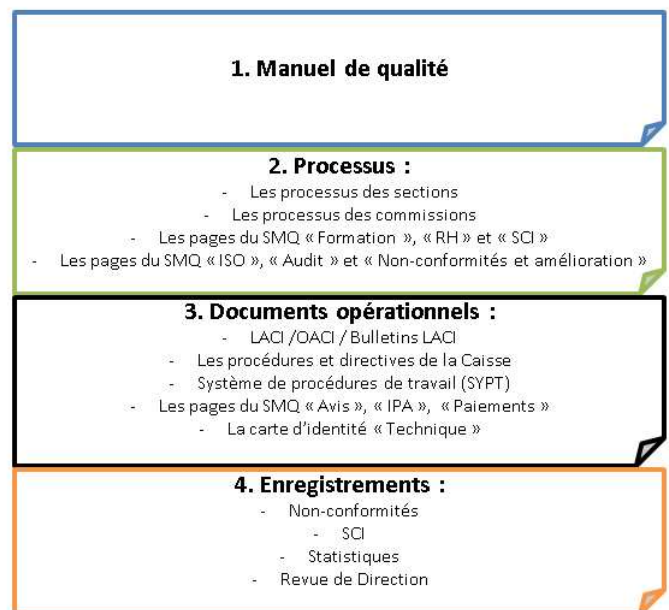 1. Manuel de qualité
2. Processus :
- Les processus des sections
- Les processus des commissions
- Les pages du SMQ « Formation », « RH » et « SCI »
- Les pages du SMQ « ISO », « Audit » et « Non-conformités et amélioration »
3. Documents opérationnels :
- LACI /OACI / Bulletins LACI
- Les procédures et directives de la Caisse
- Système de procédures de travail (SYPT)
- Les pages du SMQ « Avis », « IPA », « Paiements »
- La carte d'identité « Technique »
4. Enregistrements :
- Non-conformités
- SCI
- Statistiques
- Revue de Direction